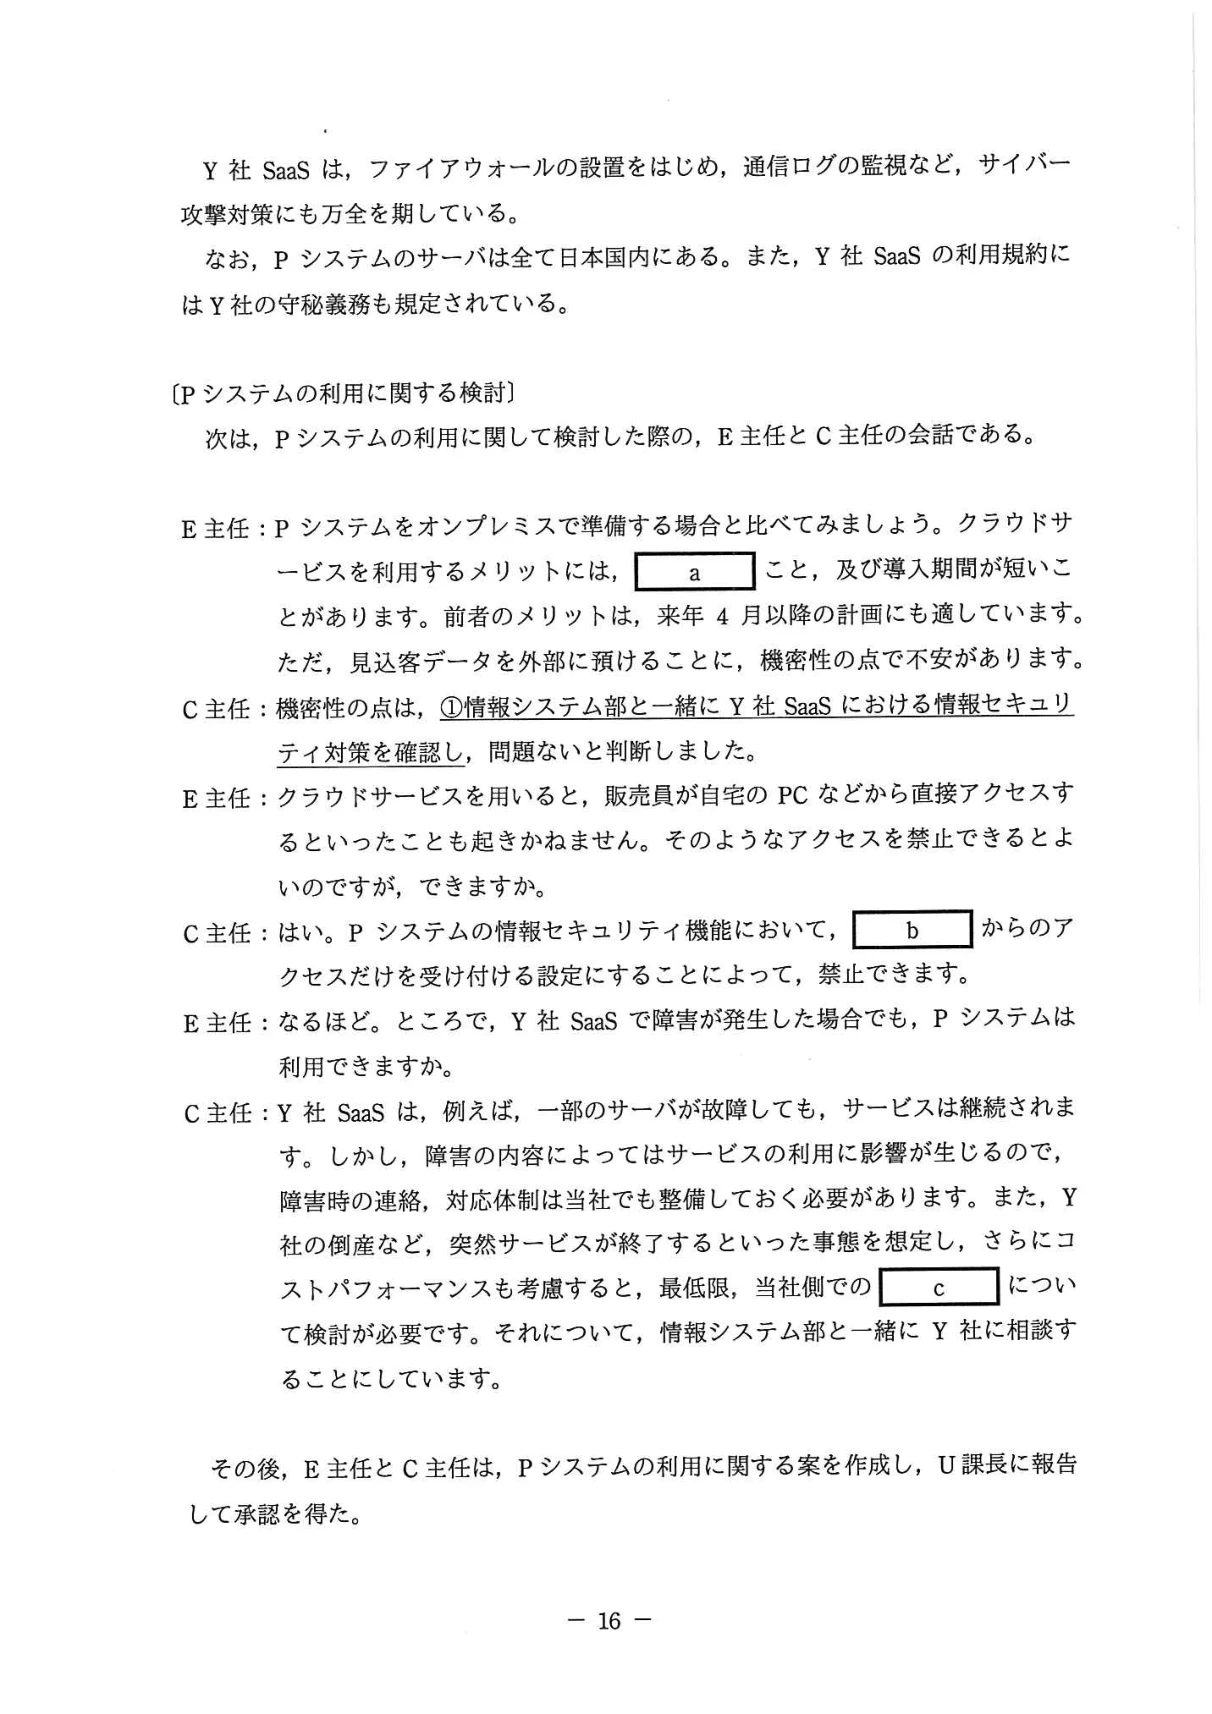 Y 社 SaaS は，ファイアウォールの設置をはじめ，通信ログの監視など，サイバー
攻撃対策にも万全を期している。
なお，P システムのサーバは全て日本国内にある。また，Y 社 SaaS の利用規約に
は Y 社の守秘義務も規定されている。
〔P システムの利用に関する検討〕
次は，P システムの利用に関して検討した際の，E 主任と C 主任の会話である。
E 主任：P システムをオンプレミスで準備する場合と比べてみましょう。クラウドサ
ービスを利用するメリットには， a こと，及び導入期間が短いこ
とがあります。前者のメリットは，来年 4 月以降の計画にも適しています。
ただ，見込客データを外部に預けることに，機密性の点で不安があります。
C 主任：機密性の点は，①情報システム部と一緒に Y 社 SaaS における情報セキュリ
ティ対策を確認し，問題ないと判断しました。
E 主任：クラウドサービスを用いると，販売員が自宅の PC などから直接アクセスす
るといったことも起きかねません。そのようなアクセスを禁止できるとよ
いのですが，できますか。
C 主任：はい。P システムの情報セキュリティ機能において， b からのア
クセスだけを受け付ける設定にすることによって，禁止できます。
E 主任：なるほど。ところで，Y 社 SaaS で障害が発生した場合でも，P システムは
利用できますか。
C 主任：Y 社 SaaS は，例えば，一部のサーバが故障しても，サービスは継続されま
す。しかし，障害の内容によってはサービスの利用に影響が生じるので，
障害時の連絡，対応体制は当社でも整備しておく必要があります。また，Y
社の倒産など，突然サービスが終了するといった事態を想定し，さらにコ
ストパフォーマンスも考慮すると，最低限，当社側での c につい
て検討が必要です。それについて，情報システム部と一緒に Y 社に相談す
ることにしています。
その後，E 主任と C 主任は，P システムの利用に関する案を作成し，U 課長に報告
して承認を得た。
－ 16 －